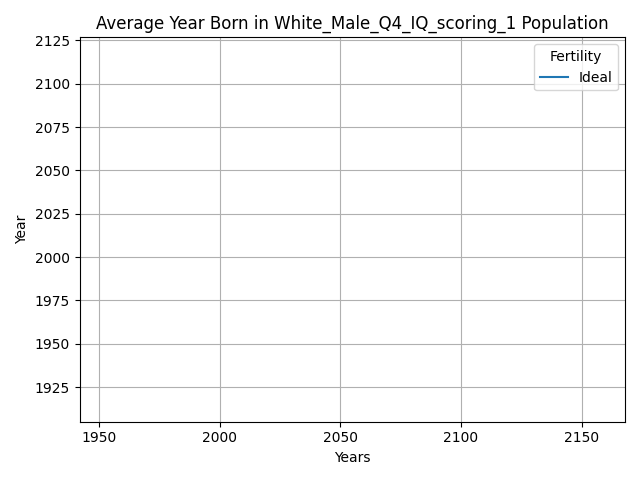 Average Year Born in White_Male_Q4_IQ_scoring_1 Population
2125
2100
2075
2050
2025
2000
1975
1950
1925
Year
Fertility
Ideal
1950 2000 2050 2100 2150
Years